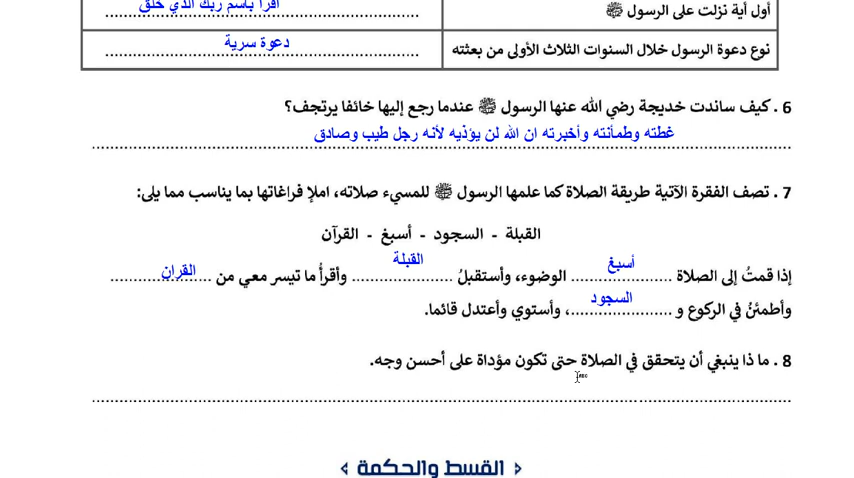 أول أية نزلت على الرسول ﷺ
اقرأ باسم ربك الذي خلق
نوع دعوة الرسول خلال السنوات الثلاث الأولى من بعثته
دعوة سرية
6 . كيف ساندت خديجة رضي الله عنها الرسول ﷺ عندما رجع إليها خائفا يرتجف؟
غطته وطمأنته وأخبرته ان الله لن يؤذيه لأنه رجل طيب وصادق
7 . تصف الفقرة الآتية طريقة الصلاة كما علمها الرسول ﷺ للمسيء صلاته، املإ فراغاتها بما يناسب مما يلى:
القبلة - السجود - أسبغ - القرآن
إذا قمتُ إلى الصلاة أسبغ الوضوء، وأستقبلُ القبلة وأقرأُ ما تيسر معي من القران
وأطمئنُ في الركوع و السجود، وأستوي وأعتدل قائما.
8 . ما ذا ينبغي أن يتحقق في الصلاة حتى تكون مؤداة على أحسن وجه.
القسط والحكمة